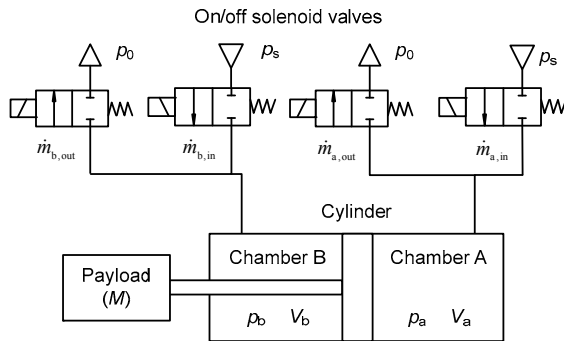 On/off solenoid valves
p0 ps p0 ps
ṁb,out ṁb,in ṁa,out ṁa,in
Cylinder
Payload
(M)
Chamber B Chamber A
pb Vb pa Va